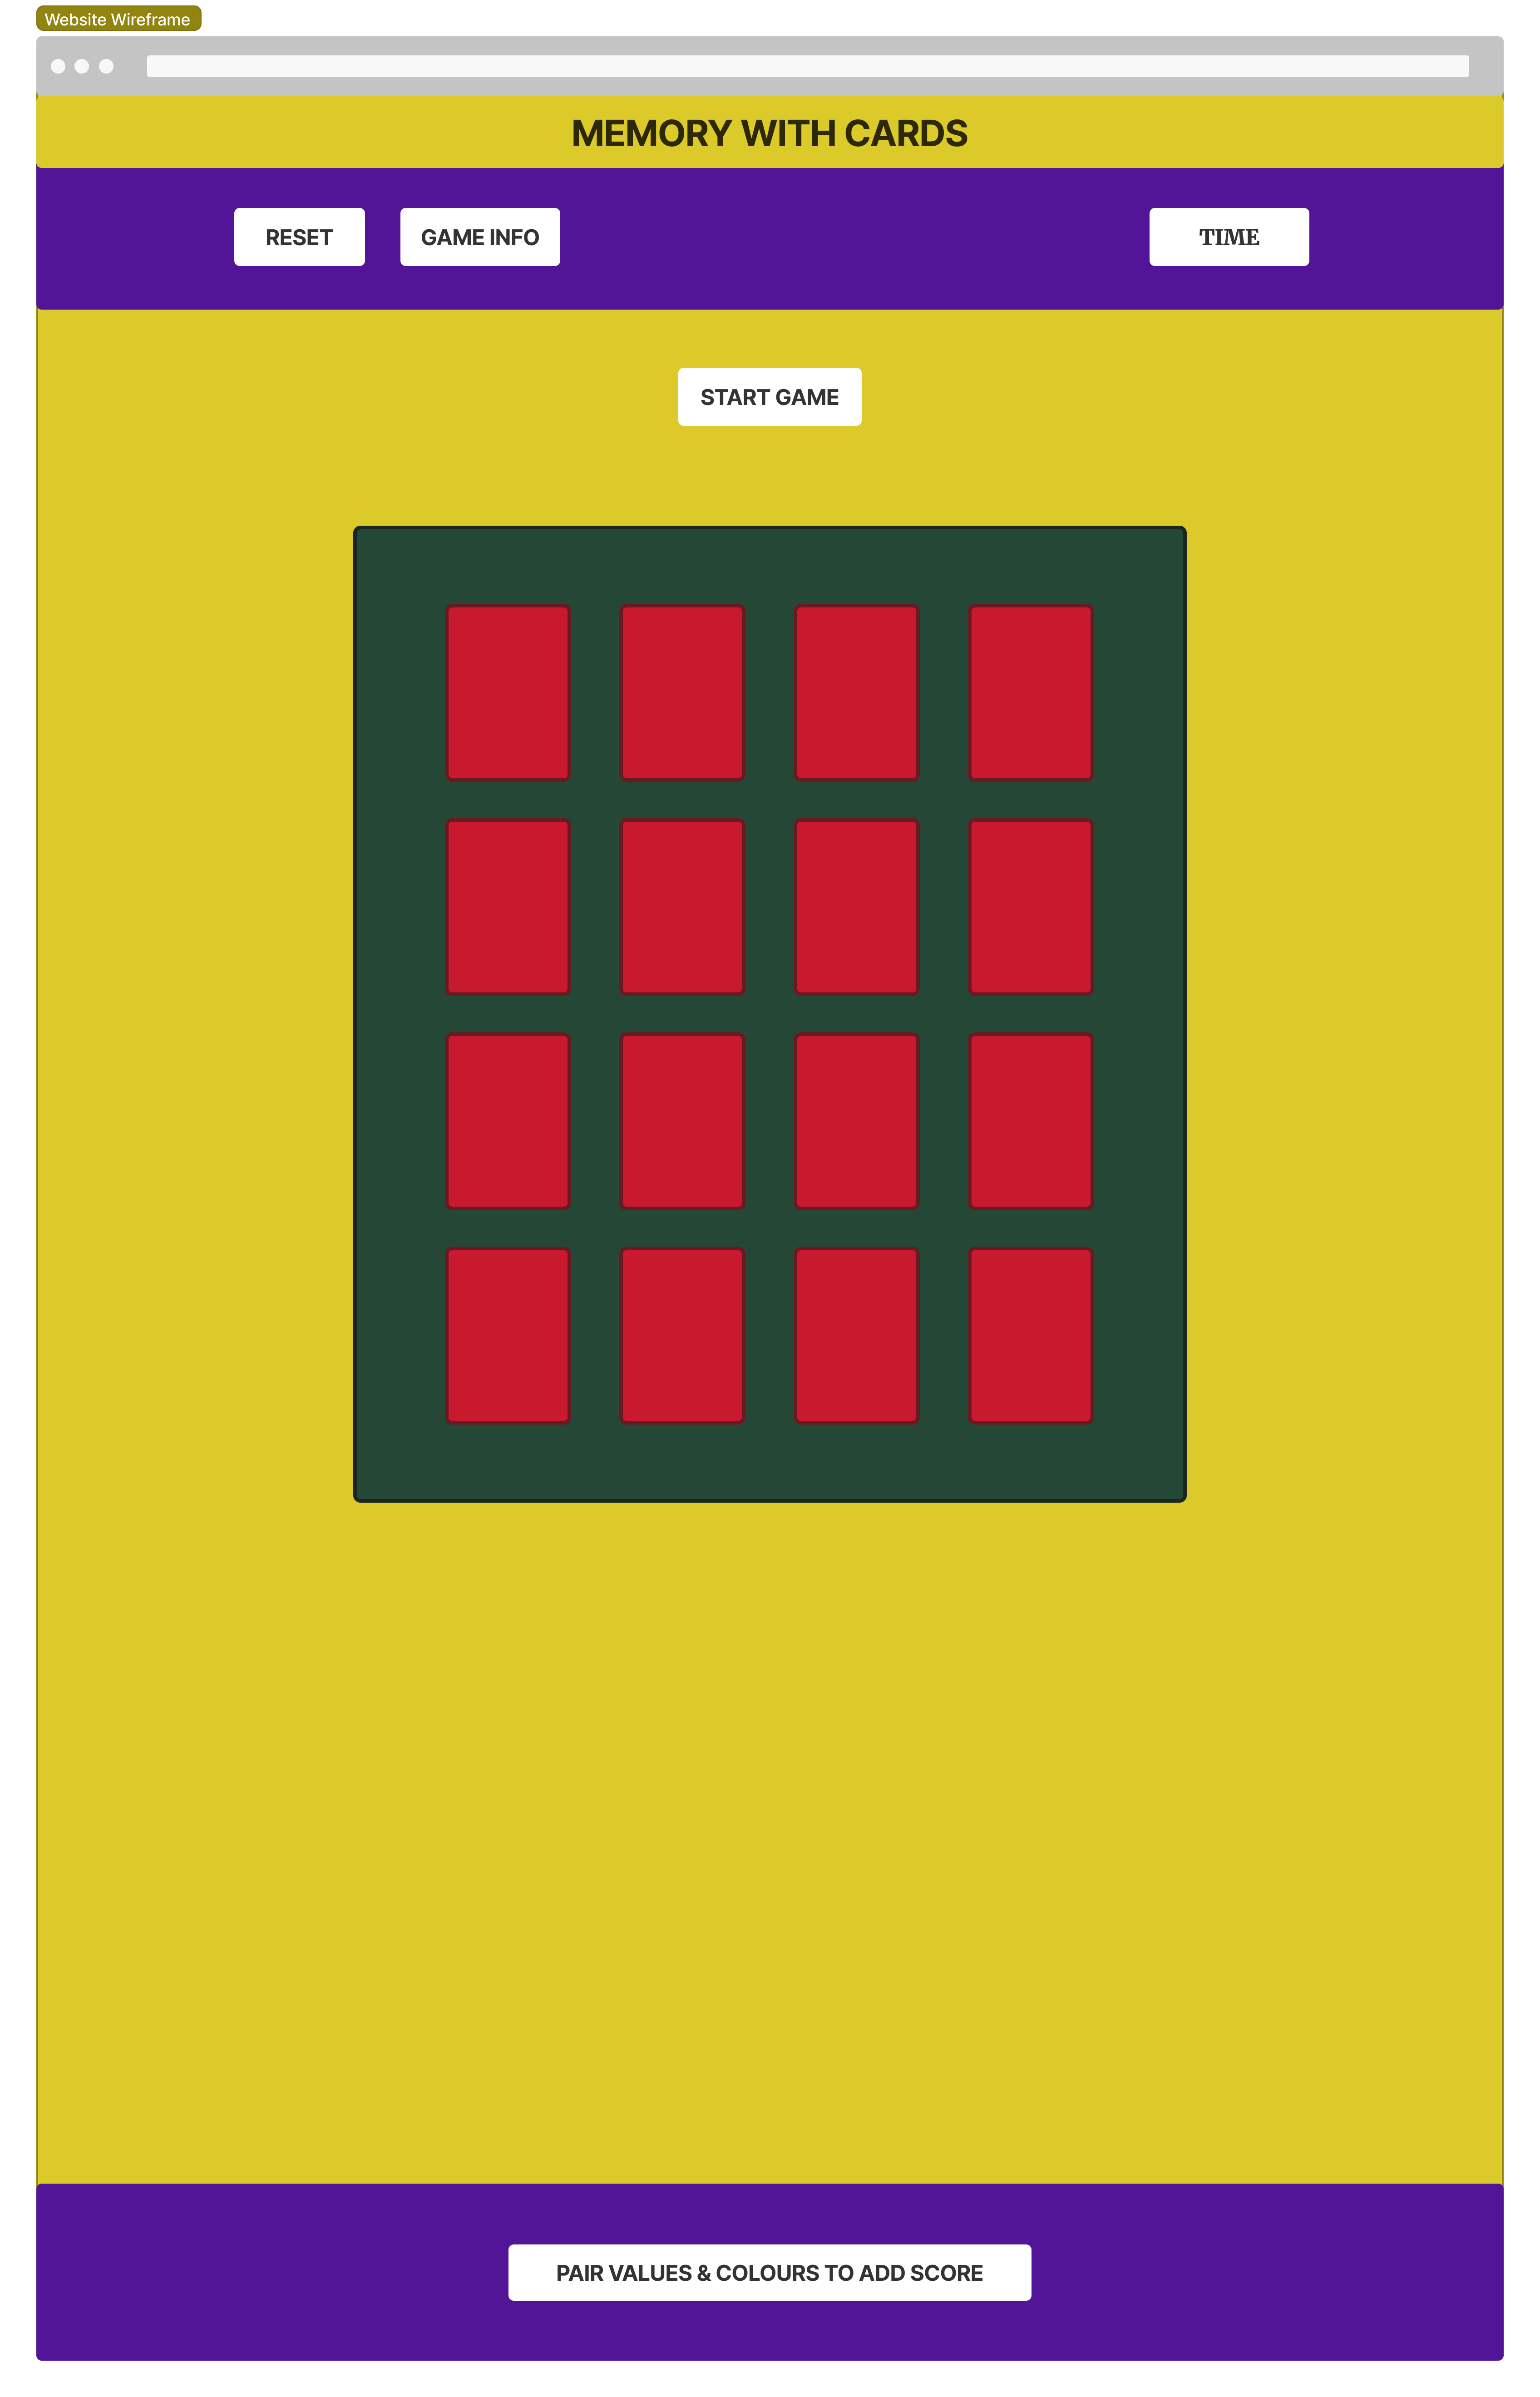 Website Wireframe
MEMORY WITH CARDS
RESET
GAME INFO
TIME
START GAME
PAIR VALUES & COLOURS TO ADD SCORE